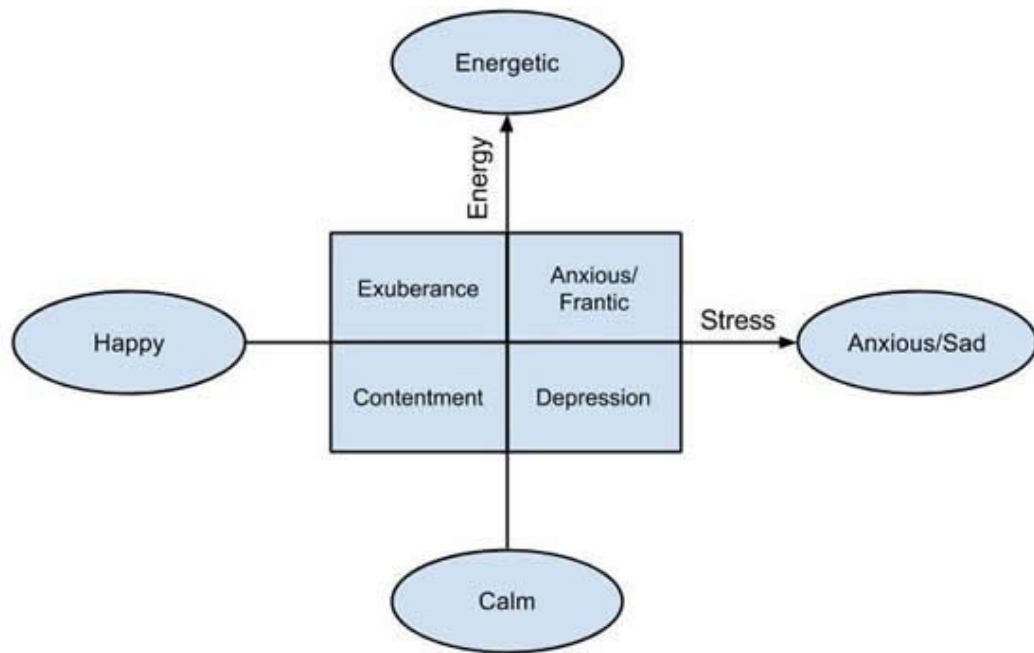 Energetic
Energy
Exuberance
Anxious/
Frantic
Stress
Happy
Anxious/Sad
Contentment
Depression
Calm